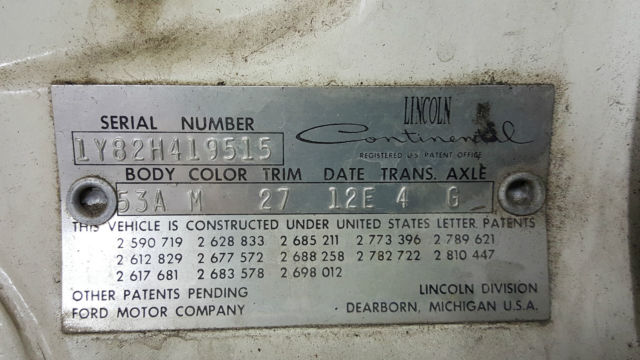 LINCOLN
Continental
REGISTERED U.S. PATENT OFFICE
SERIAL NUMBER
1Y82H419515
BODY COLOR TRIM DATE TRANS. AXLE
53A M 27 12E 4 G
THIS VEHICLE IS CONSTRUCTED UNDER UNITED STATES LETTER PATENTS
2 590 719 2 628 833 2 685 211 2 773 396 2 789 621
2 612 829 2 677 572 2 688 258 2 782 722 2 810 447
2 617 681 2 683 578 2 698 012
OTHER PATENTS PENDING
FORD MOTOR COMPANY
LINCOLN DIVISION
DEARBORN, MICHIGAN U.S.A.